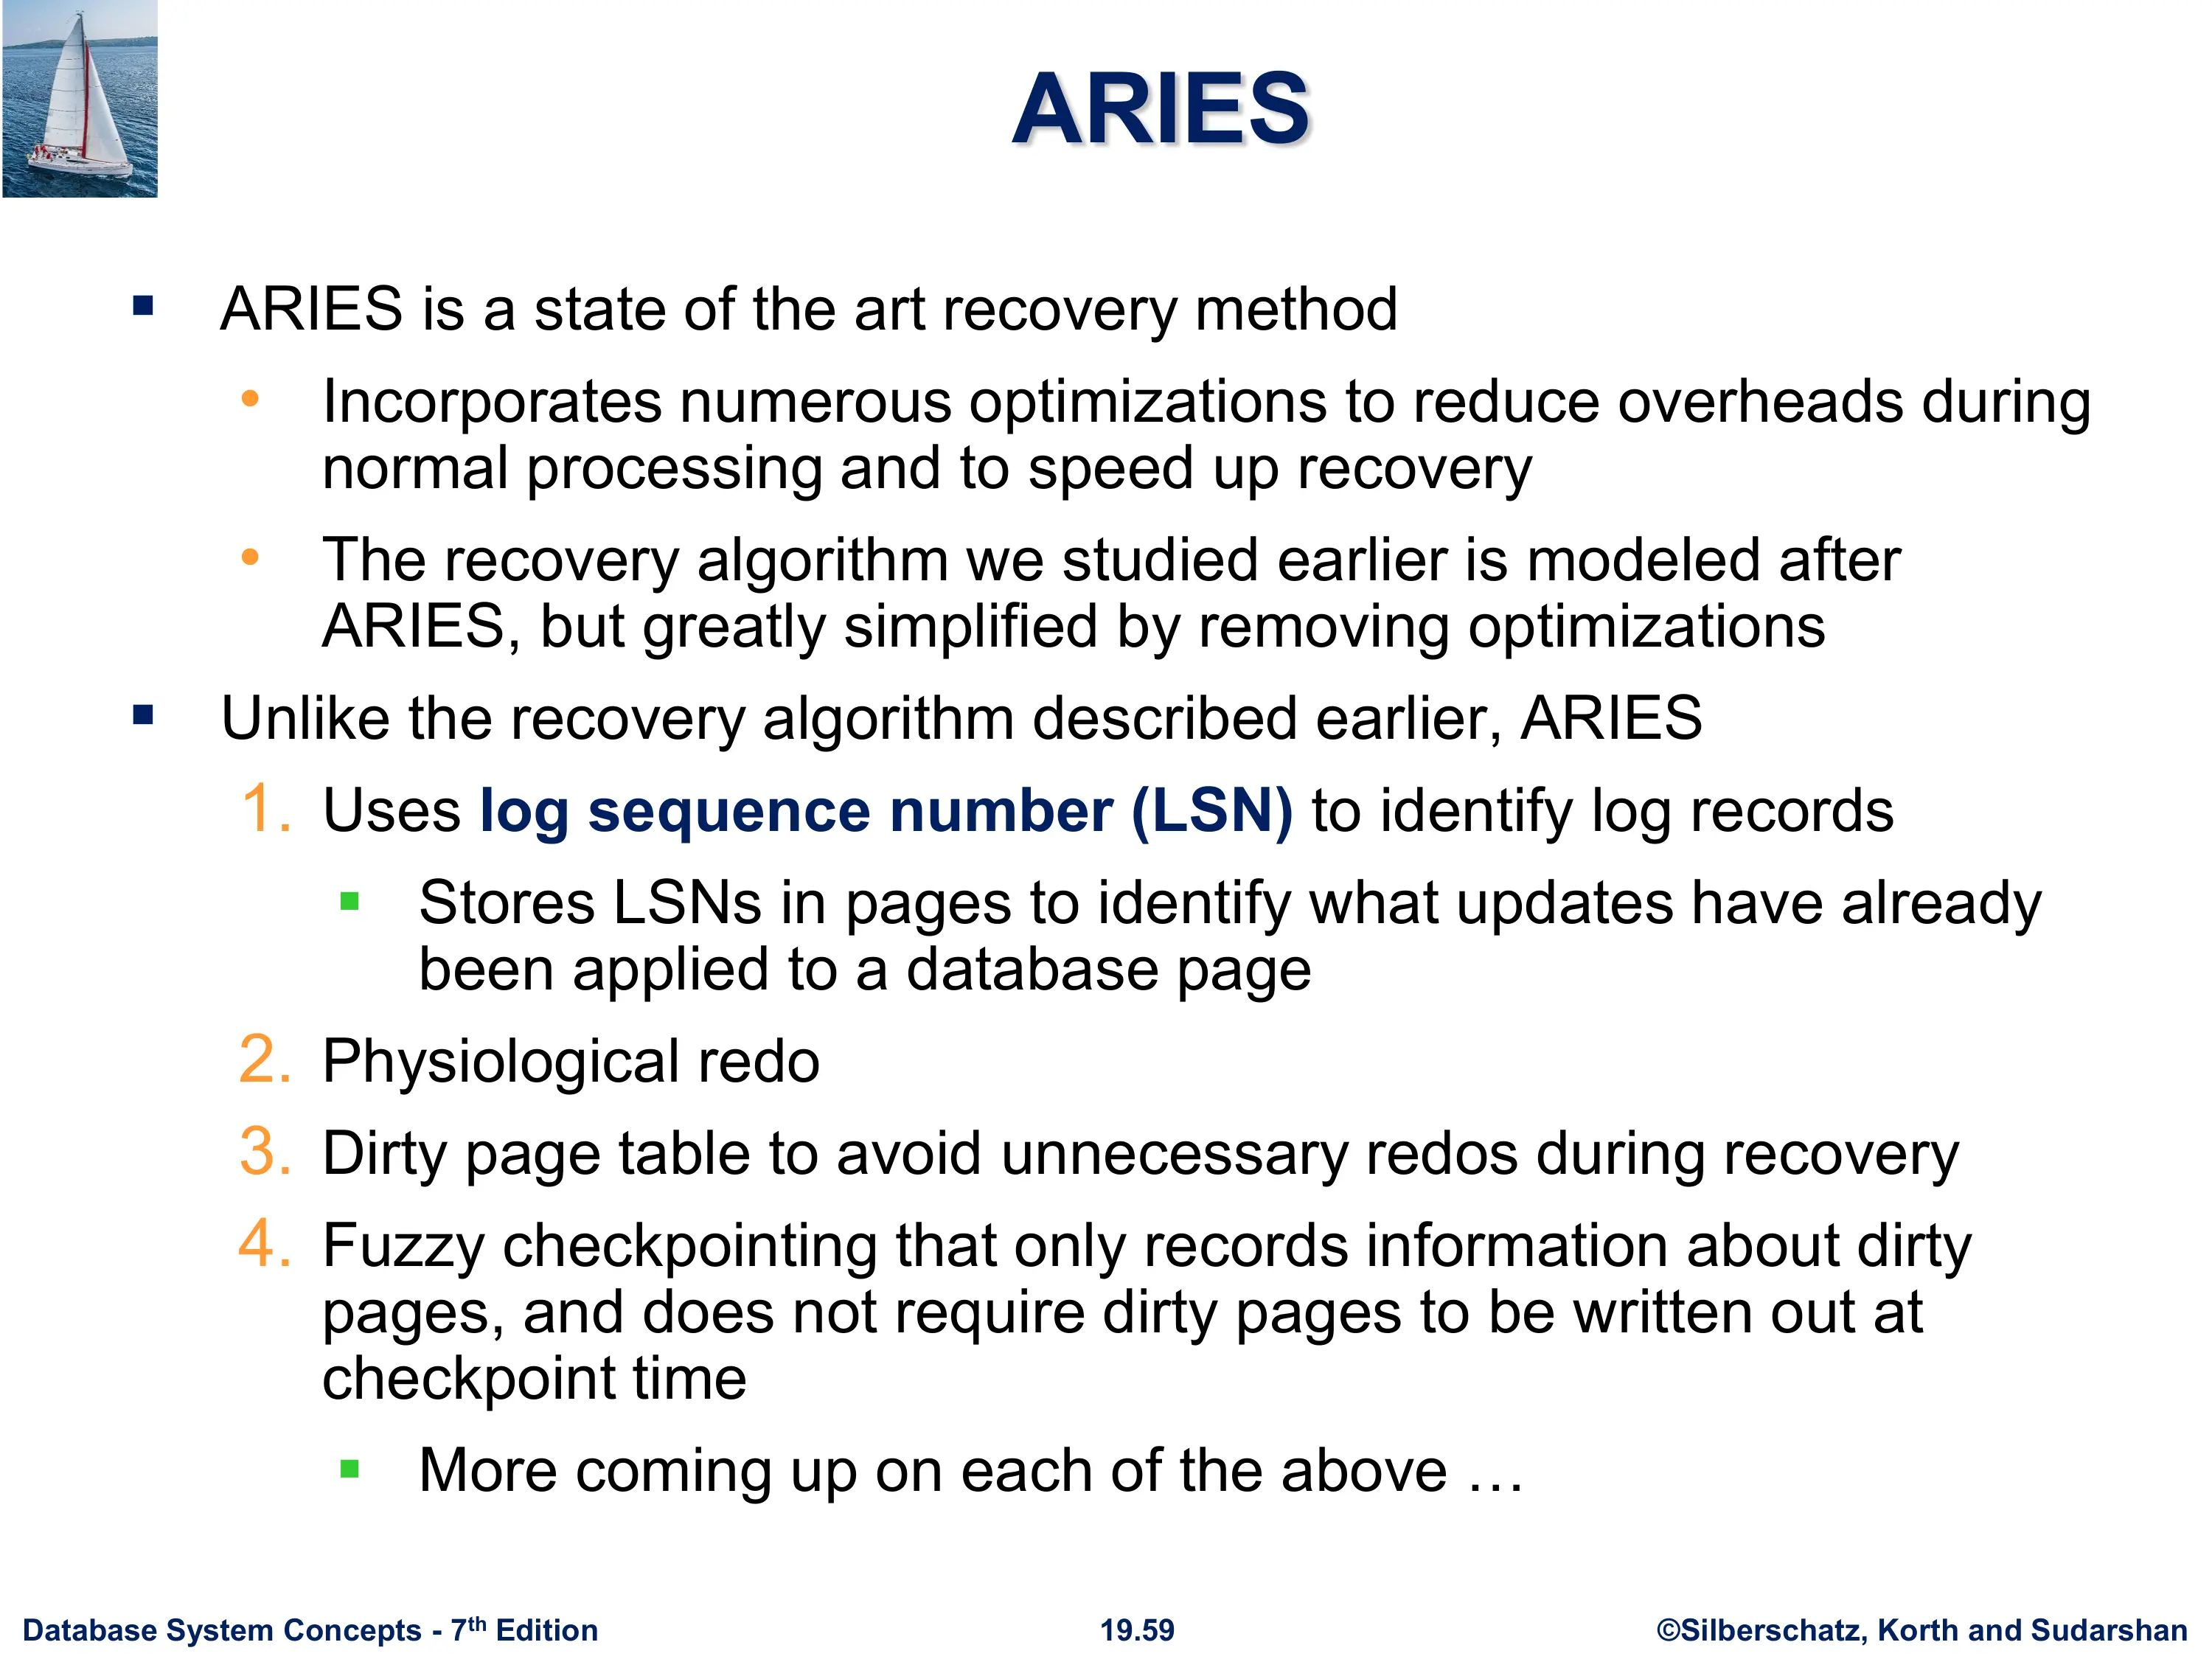 ARIES
▪ ARIES is a state of the art recovery method
• Incorporates numerous optimizations to reduce overheads during
normal processing and to speed up recovery
• The recovery algorithm we studied earlier is modeled after
ARIES, but greatly simplified by removing optimizations
▪ Unlike the recovery algorithm described earlier, ARIES
1. Uses log sequence number (LSN) to identify log records
▪ Stores LSNs in pages to identify what updates have already
been applied to a database page
2. Physiological redo
3. Dirty page table to avoid unnecessary redos during recovery
4. Fuzzy checkpointing that only records information about dirty
pages, and does not require dirty pages to be written out at
checkpoint time
▪ More coming up on each of the above …
Database System Concepts - 7th Edition 19.59 ©Silberschatz, Korth and Sudarshan